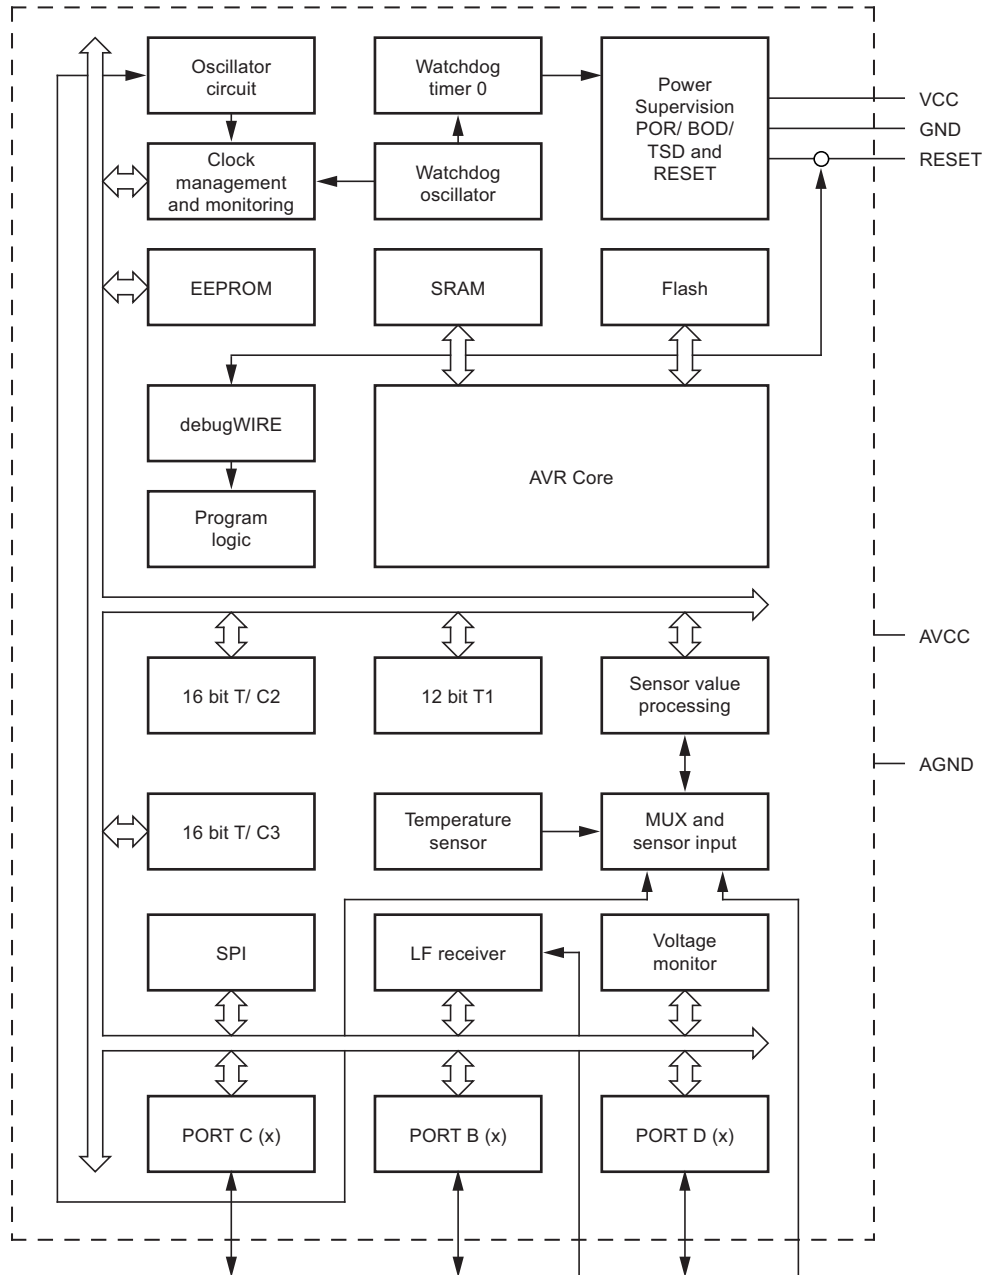 Oscillator
circuit
Watchdog
timer 0
Power
Supervision
POR/ BOD/
TSD and
RESET
VCC
GND
RESET
Clock
management
and monitoring
Watchdog
oscillator
EEPROM
SRAM
Flash
debugWIRE
AVR Core
Program
logic
AVCC
16 bit T/ C2
12 bit T1
Sensor value
processing
AGND
16 bit T/ C3
Temperature
sensor
MUX and
sensor input
SPI
LF receiver
Voltage
monitor
PORT C (x)
PORT B (x)
PORT D (x)